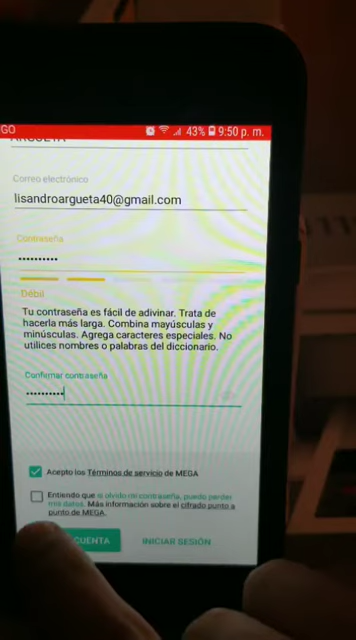 GO 43% 9:50 p. m.
ARGUETA
Correo electrónico
lisandroargueta40@gmail.com
Contraseña
••••••••••
Débil
Tu contraseña es fácil de adivinar. Trata de
hacerla más larga. Combina mayúsculas y
minúsculas. Agrega caracteres especiales. No
utilices nombres o palabras del diccionario.
Confirmar contraseña
••••••••••
Acepto los Términos de servicio de MEGA
Entiendo que si olvido mi contraseña, puedo perder
mis datos. Más información sobre el cifrado punto a
punto de MEGA.
CUENTA INICIAR SESIÓN